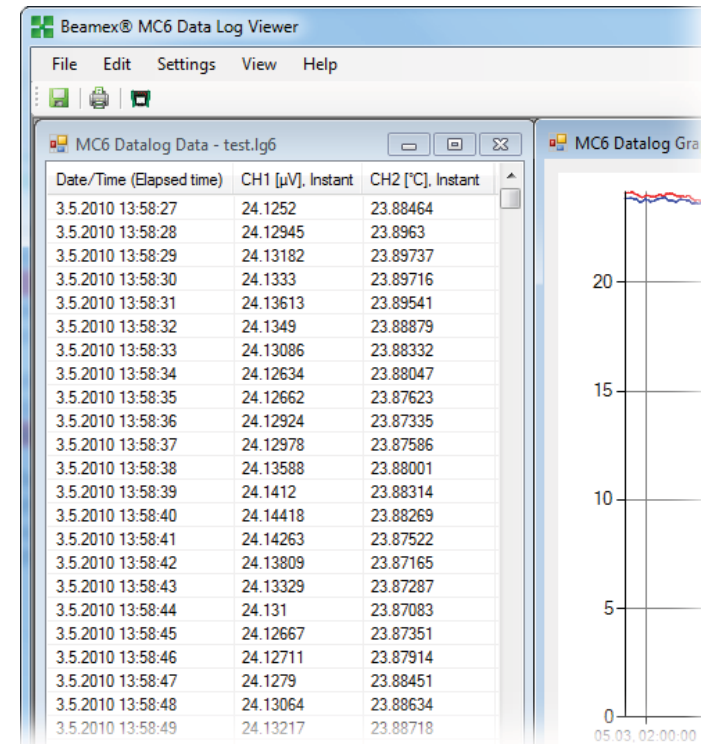 Beamex® MC6 Data Log Viewer
File Edit Settings View Help
MC6 Datalog Data - test.lg6
Date/Time (Elapsed time) CH1 [µV], Instant CH2 [°C], Instant
3.5.2010 13:58:27 24.1252 23.88464
3.5.2010 13:58:28 24.12945 23.8963
3.5.2010 13:58:29 24.13182 23.89737
3.5.2010 13:58:30 24.1333 23.89716
3.5.2010 13:58:31 24.13613 23.89541
3.5.2010 13:58:32 24.1349 23.88879
3.5.2010 13:58:33 24.13086 23.88332
3.5.2010 13:58:34 24.12634 23.88047
3.5.2010 13:58:35 24.12662 23.87623
3.5.2010 13:58:36 24.12924 23.87335
3.5.2010 13:58:37 24.12978 23.87586
3.5.2010 13:58:38 24.13588 23.88001
3.5.2010 13:58:39 24.1412 23.88314
3.5.2010 13:58:40 24.14418 23.88269
3.5.2010 13:58:41 24.14263 23.87522
3.5.2010 13:58:42 24.13809 23.87165
3.5.2010 13:58:43 24.13329 23.87287
3.5.2010 13:58:44 24.131 23.87083
3.5.2010 13:58:45 24.12667 23.87351
3.5.2010 13:58:46 24.12711 23.87914
3.5.2010 13:58:47 24.1279 23.88451
3.5.2010 13:58:48 24.13064 23.88634
3.5.2010 13:58:49 24.13217 23.88718
MC6 Datalog Gra
20
15
10
5
0
05.03, 02:00:00